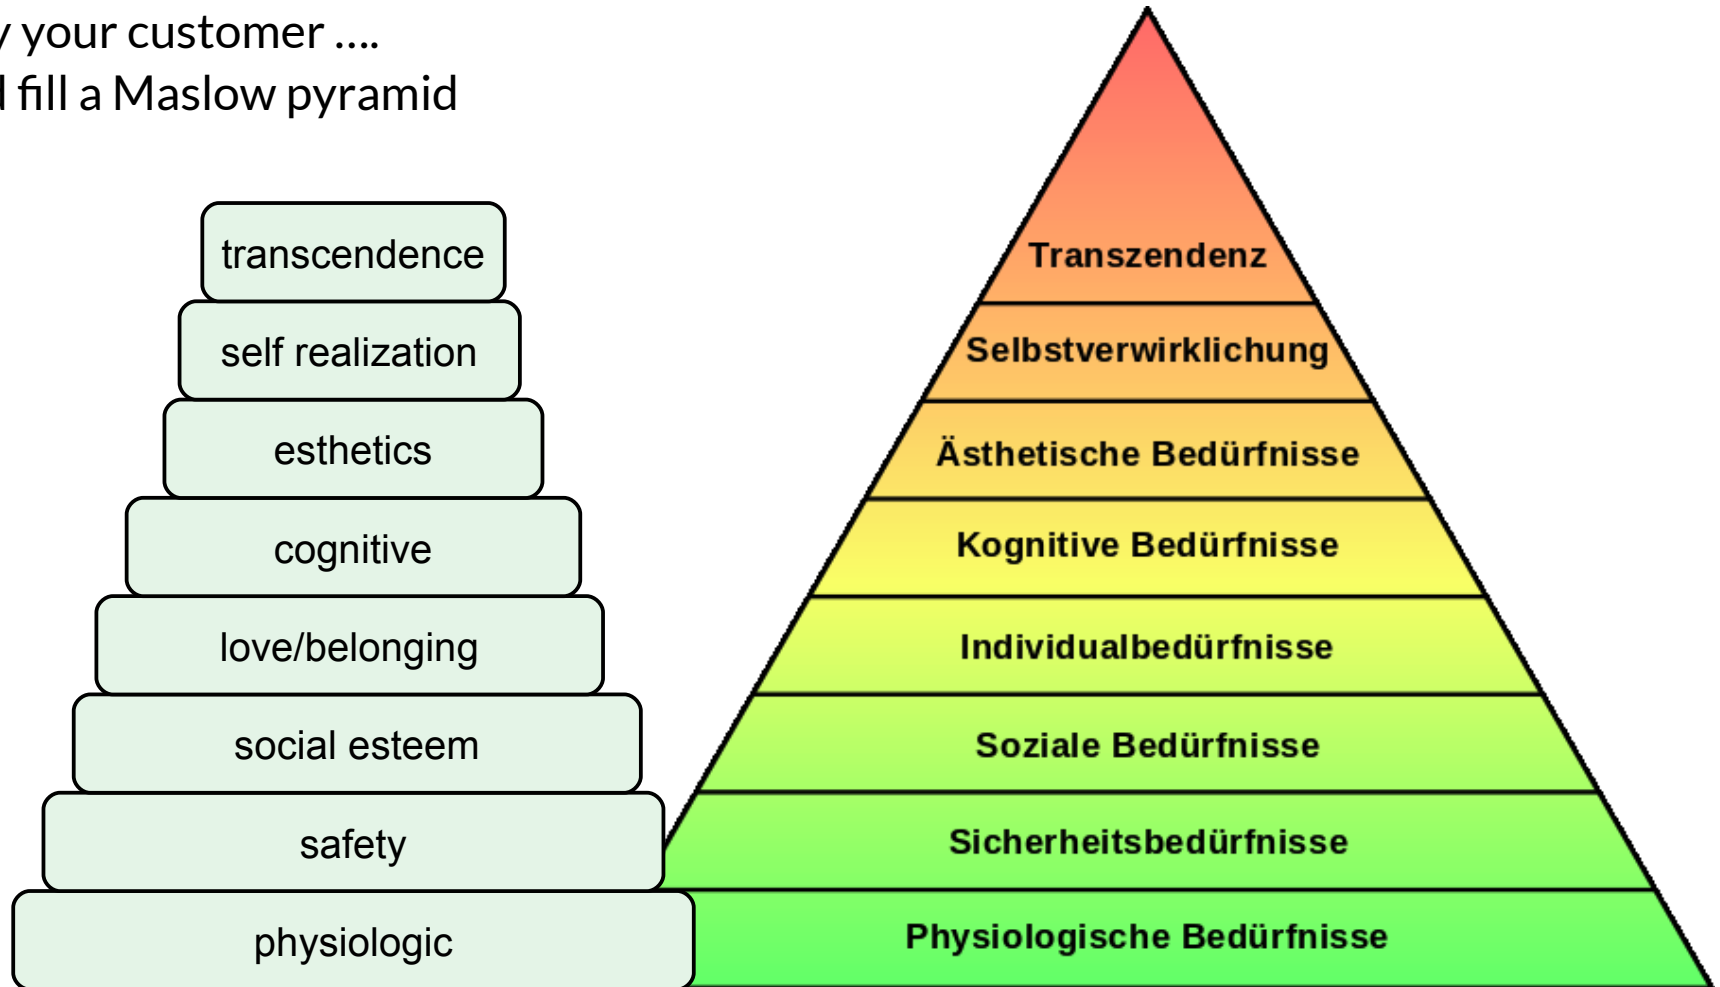 your customer ....
fill a Maslow pyramid
transcendence
self realization
esthetics
cognitive
love/belonging
social esteem
safety
physiologic
Transzendenz
Selbstverwirklichung
Ästhetische Bedürfnisse
Kognitive Bedürfnisse
Individualbedürfnisse
Soziale Bedürfnisse
Sicherheitsbedürfnisse
Physiologische Bedürfnisse